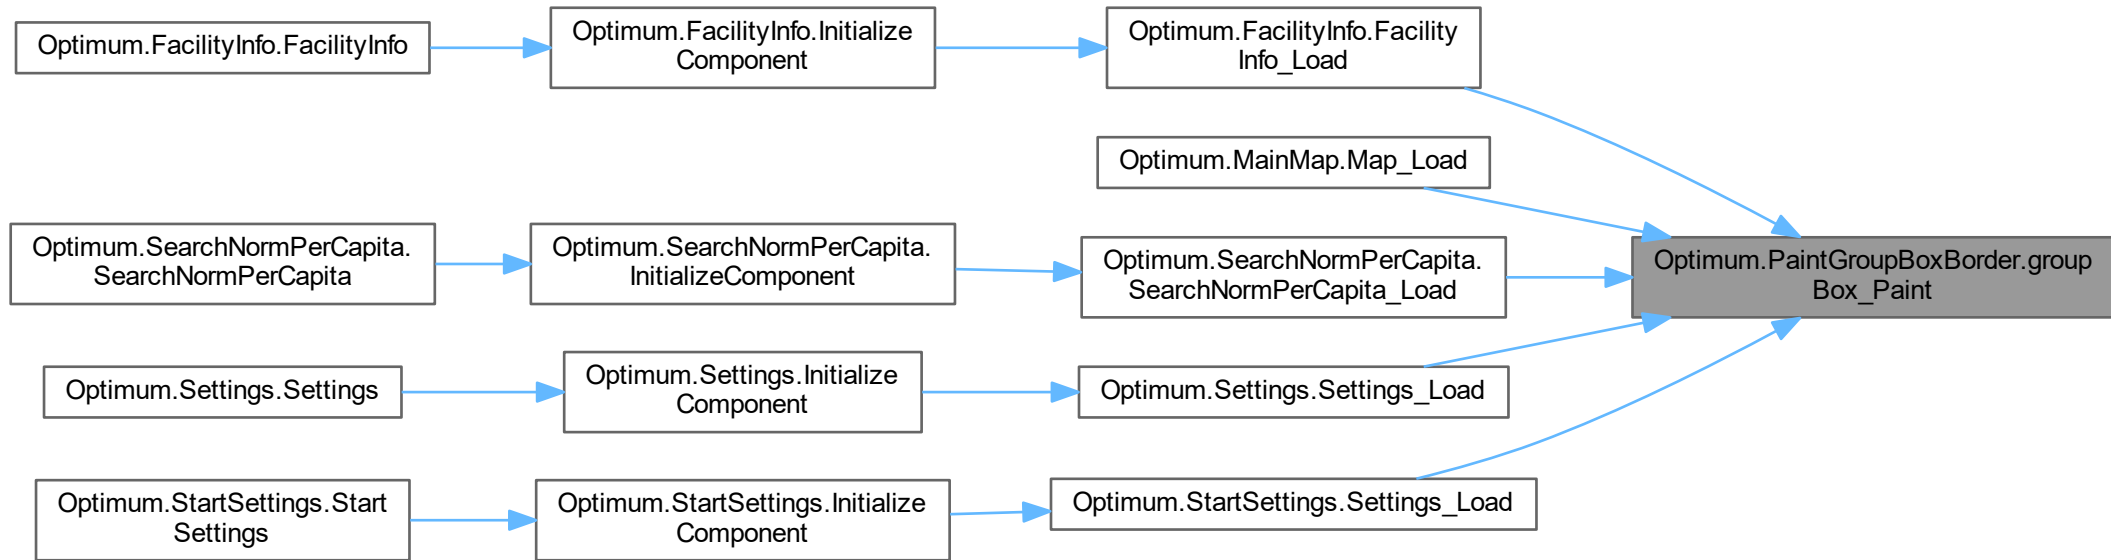 Optimum.FacilityInfo.FacilityInfo
Optimum.FacilityInfo.Initialize
Component
Optimum.FacilityInfo.Facility
Info_Load
Optimum.MainMap.Map_Load
Optimum.SearchNormPerCapita.
SearchNormPerCapita
Optimum.SearchNormPerCapita.
InitializeComponent
Optimum.SearchNormPerCapita.
SearchNormPerCapita_Load
Optimum.PaintGroupBoxBorder.group
Box_Paint
Optimum.Settings.Settings
Optimum.Settings.Initialize
Component
Optimum.Settings.Settings_Load
Optimum.StartSettings.Start
Settings
Optimum.StartSettings.Initialize
Component
Optimum.StartSettings.Settings_Load